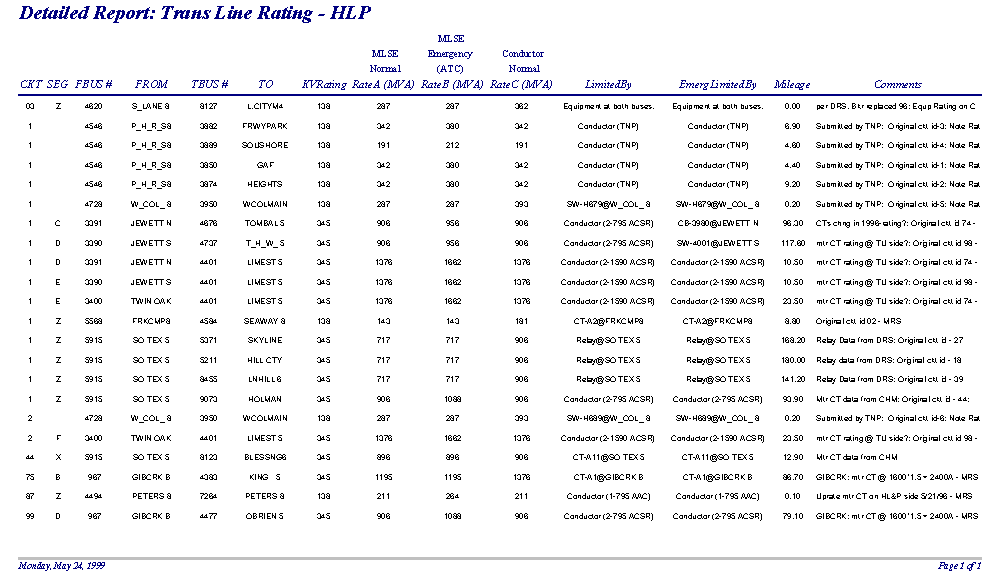 Detailed Report: Trans Line Rating - HLP
MLSE
MLSE Emergency Conductor
Normal (ATC) Normal
CKT SEG FBUS # FROM TBUS # TO KVRating RateA (MVA) RateB (MVA) RateC (MVA) LimitedBy EmergLimitedBy Mileage Comments
03 Z 4620 S_LANE 8 8127 L.CITYM4 138 287 287 362 Equipment at both buses. Equipment at both buses. 0.00 per DRS. Bkr replaced 96: Equp Rating on C
1 4546 P_H_R_S8 3882 FRWYPARK 138 342 380 342 Conductor (TNP) Conductor (TNP) 6.90 Submitted by TNP: Original ckt id-3: Note Rat
1 4546 P_H_R_S8 3889 SOUSHORE 138 191 212 191 Conductor (TNP) Conductor (TNP) 4.60 Submitted by TNP: Original ckt id-4: Note Rat
1 4546 P_H_R_S8 3850 GAF 138 342 380 342 Conductor (TNP) Conductor (TNP) 4.40 Submitted by TNP: Original ckt id-1: Note Rat
1 4546 P_H_R_S8 3874 HEIGHTS 138 342 380 342 Conductor (TNP) Conductor (TNP) 9.20 Submitted by TNP: Original ckt id-2: Note Rat
1 4728 W_COL_8 3950 WCOLMAIN 138 287 287 393 SW-H679@W_COL_8 SW-H679@W_COL_8 0.20 Submitted by TNP: Original ckt id-5: Note Rat
1 C 3391 JEWETT N 4676 TOMBAL 5 345 906 956 906 Conductor (2-795 ACSR) CB-3980@JEWETT N 96.30 CTs chng in 1996-rating?: Original ckt id 74 -
1 D 3390 JEWETT S 4737 T_H_W_5 345 906 956 906 Conductor (2-795 ACSR) SW-4001@JEWETT S 117.60 mtr CT rating @ TU side?: Original ckt id 98 -
1 D 3391 JEWETT N 4401 LIMEST 5 345 1376 1662 1376 Conductor (2-1590 ACSR) Conductor (2-1590 ACSR) 10.50 mtr CT rating @ TU side?: Original ckt id 74 -
1 E 3390 JEWETT S 4401 LIMEST 5 345 1376 1662 1376 Conductor (2-1590 ACSR) Conductor (2-1590 ACSR) 10.50 mtr CT rating @ TU side?: Original ckt id 98 -
1 E 3400 TWIN OAK 4401 LIMEST 5 345 1376 1662 1376 Conductor (2-1590 ACSR) Conductor (2-1590 ACSR) 23.50 mtr CT rating @ TU side?: Original ckt id 74 -
1 Z 5568 FRKCMP8 4584 SEAWAY 8 138 143 143 181 CT-A2@FRKCMP8 CT-A2@FRKCMP8 8.80 Original ckt id 02 - MRS
1 Z 5915 SO TEX 5 5371 SKYLINE 345 717 717 906 Relay@SO TEX 5 Relay@SO TEX 5 168.20 Relay Data from DRS: Original ckt id - 27
1 Z 5915 SO TEX 5 5211 HILL CTY 345 717 717 906 Relay@SO TEX 5 Relay@SO TEX 5 180.00 Relay data from DRS: Original ckt id - 18
1 Z 5915 SO TEX 5 8455 LNHILL6 345 717 717 906 Relay@SO TEX 5 Relay@SO TEX 5 141.20 Relay Data from DRS: Original ckt id - 39
1 Z 5915 SO TEX 5 9073 HOLMAN 345 906 1088 906 Conductor (2-795 ACSR) Conductor (2-795 ACSR) 93.90 Mtr CT data from CHM: Original ckt id - 44:
2 4728 W_COL_8 3950 WCOLMAIN 138 287 287 393 SW-H689@W_COL_8 SW-H689@W_COL_8 0.20 Submitted by TNP: Original ckt id-6: Note Rat
2 F 3400 TWIN OAK 4401 LIMEST 5 345 1376 1662 1376 Conductor (2-1590 ACSR) Conductor (2-1590 ACSR) 23.50 mtr CT rating @ TU side?: Original ckt id 98 -
44 X 5915 SO TEX 5 8123 BLESSNG6 345 896 896 906 CT-A11@SO TEX 5 CT-A11@SO TEX 5 12.90 Mtr CT data from CHM
75 B 967 GIBCRK B 4383 KING 5 345 1195 1195 1376 CT-A1@GIBCRK B CT-A1@GIBCRK B 86.70 GIBCRK: mtr CT @ 1600*1.5 = 2400A - MRS
87 Z 4494 PETERS 8 7264 PETERS 8 138 211 264 211 Conductor (1-795 AAC) Conductor (1-795 AAC) 0.10 Uprate mtr CT on HL&P side 5/21/96 - MRS
99 D 967 GIBCRK B 4477 OBRIEN 5 345 906 1088 906 Conductor (2-795 ACSR) Conductor (2-795 ACSR) 79.10 GIBCRK: mtr CT @ 1600*1.5 = 2400A - MRS
Monday, May 24, 1999 Page 1 of 1